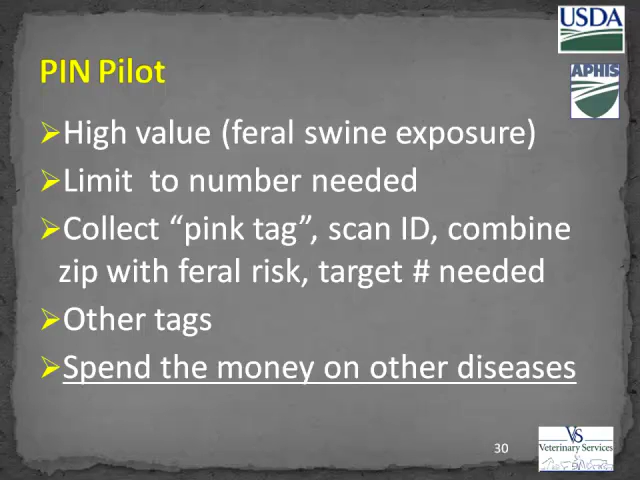 USDA
PIN Pilot
APHIS
High value (feral swine exposure)
Limit to number needed
Collect “pink tag”, scan ID, combine
zip with feral risk, target # needed
Other tags
Spend the money on other diseases
30
VS
Veterinary Services